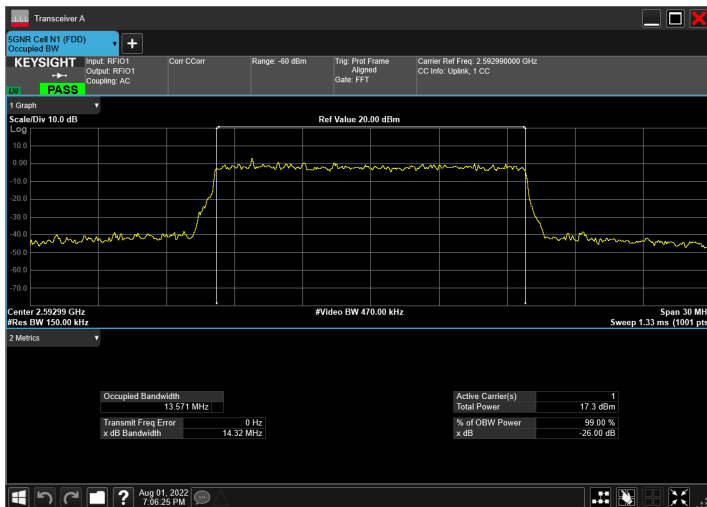 Transceiver A
5GNR Cell N1 (FDD)
Occupied BW
KEYSIGHT
LXI
PASS
Input: RFIO1
Output: RFIO1
Coupling: AC
Corr CCorr
Range: -60 dBm
Trig: Prot Frame
Aligned
Gate: FFT
Carrier Ref Freq: 2.592990000 GHz
CC Info: Uplink, 1 CC
1 Graph
Scale/Div 10.0 dB
Ref Value 20.00 dBm
Log
10.0
0.00
-10.0
-20.0
-30.0
-40.0
-50.0
-60.0
-70.0
Center 2.59299 GHz
#Video BW 470.00 kHz
Span 30 MH
#Res BW 150.00 kHz
Sweep 1.33 ms (1001 pts
2 Metrics
Occupied Bandwidth
13.571 MHz
Transmit Freq Error 0 Hz
x dB Bandwidth 14.32 MHz
Active Carrier(s) 1
Total Power 17.3 dBm
% of OBW Power 99.00 %
x dB -26.00 dB
?
Aug 01, 2022
7:06:25 PM